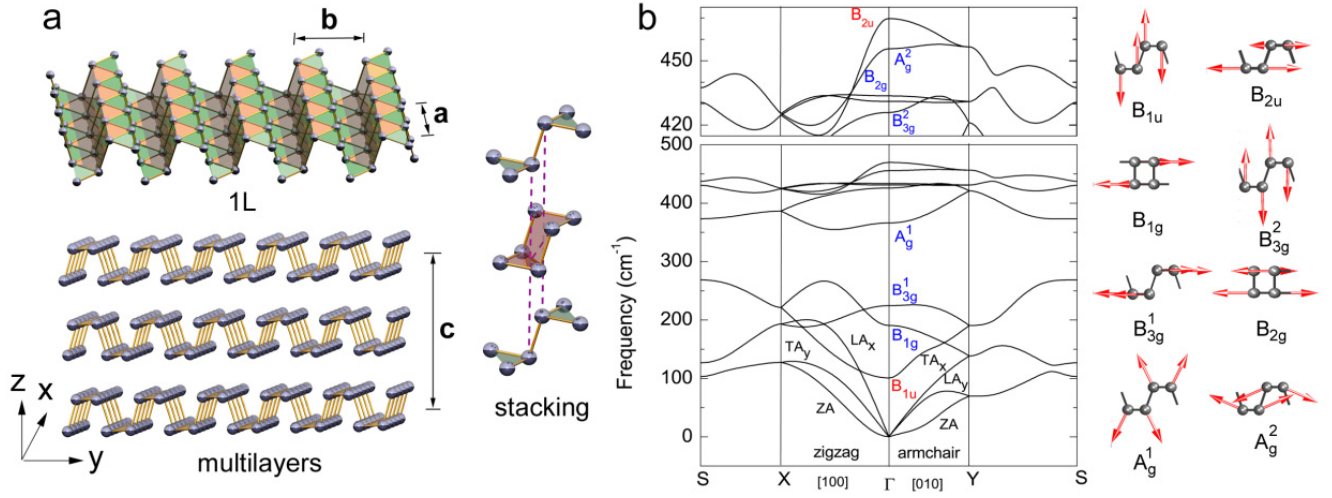 a
b
a
1L
c
z
x
y
multilayers
stacking
b
Frequency (cm⁻¹)
450
420
500
400
300
200
100
0
B₂ᵤ
A²g
B₂g
B²₃g
A¹g
B¹₃g
B₁g
B₁ᵤ
TAy
LAₓ
TAₓ
LAy
ZA
ZA
zigzag
armchair
S
X
[100]
Γ
[010]
Y
S
B₁ᵤ
B₂ᵤ
B₁g
B²₃g
B¹₃g
B₂g
A¹g
A²g